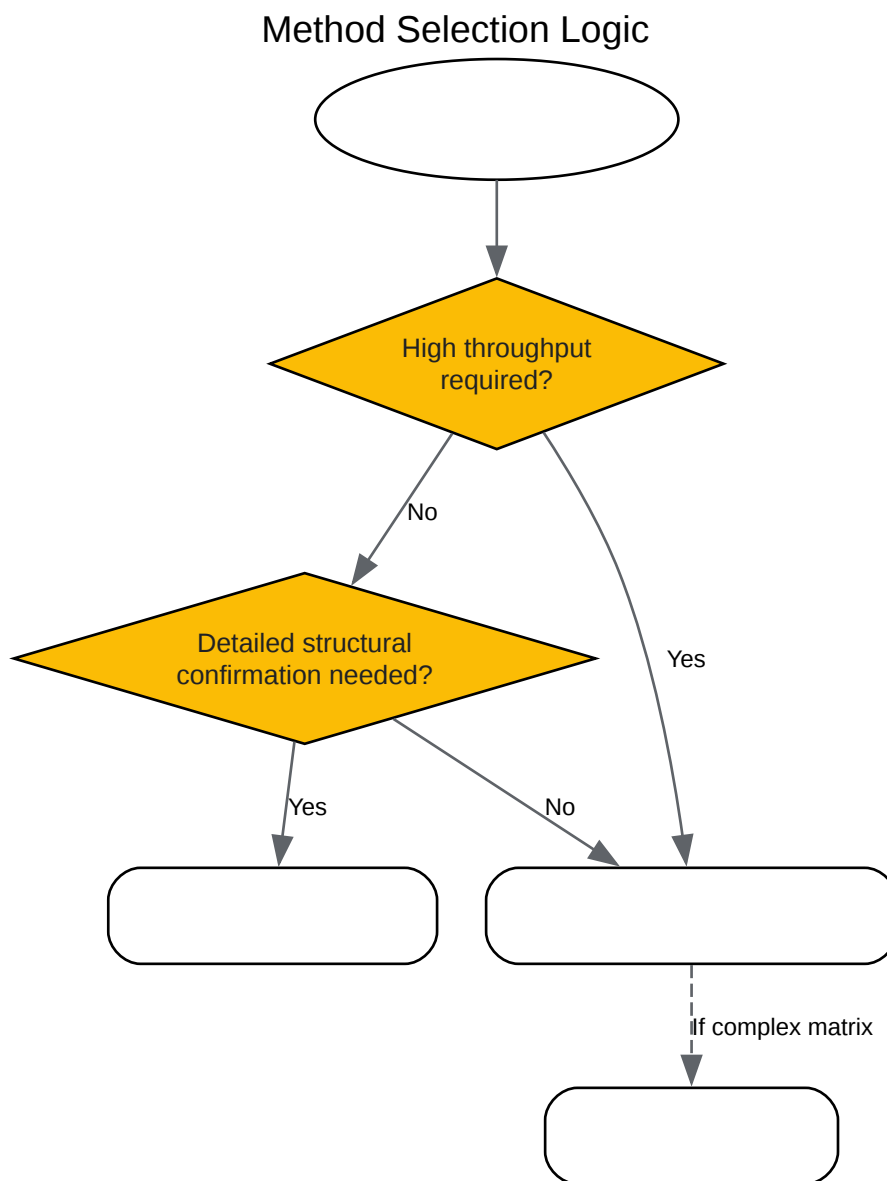 Method Selection Logic
High throughput
required?
No
Detailed structural
confirmation needed?
Yes
Yes
No
If complex matrix